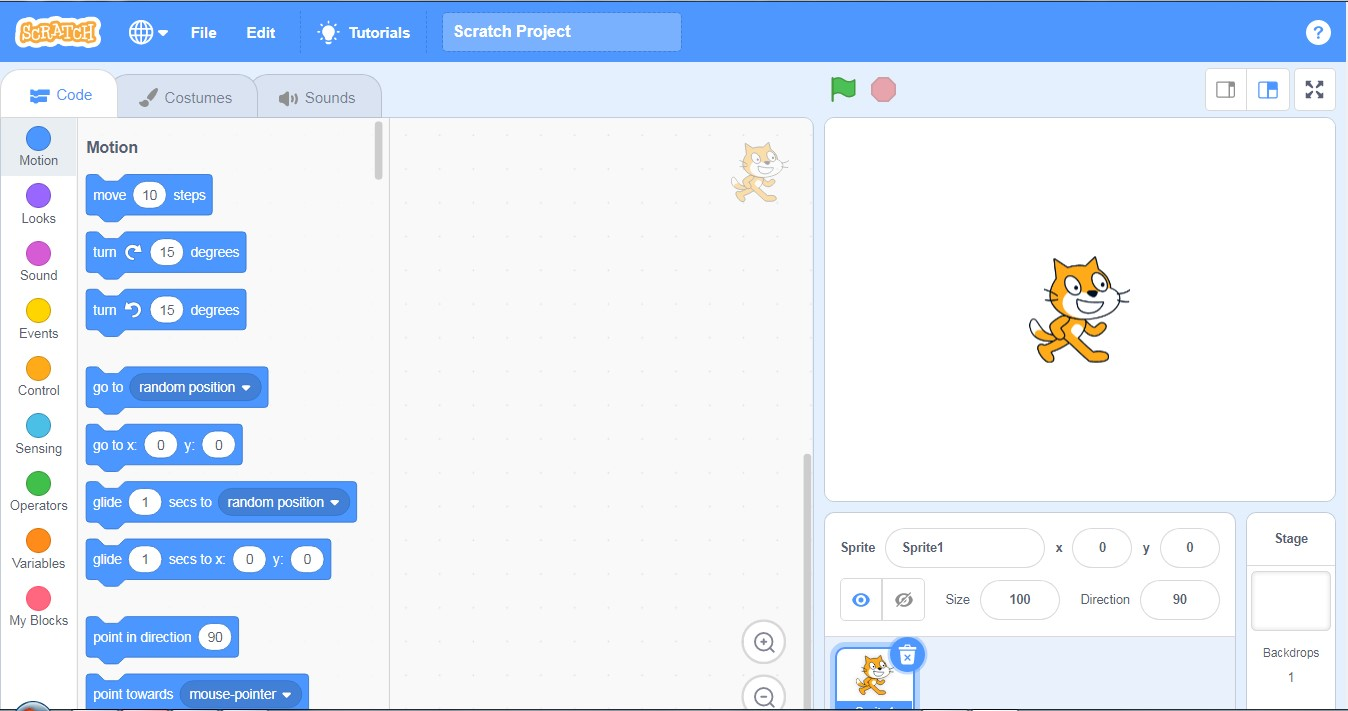 SCRATCH File Edit Tutorials Scratch Project ?
Code Costumes Sounds
Motion
Looks
Sound
Events
Control
Sensing
Operators
Variables
My Blocks
Motion
move 10 steps
turn 15 degrees
turn 15 degrees
go to random position
go to x: 0 y: 0
glide 1 secs to random position
glide 1 secs to x: 0 y: 0
point in direction 90
point towards mouse-pointer
Sprite Sprite1 x 0 y 0
Size 100 Direction 90
Stage
Backdrops
1